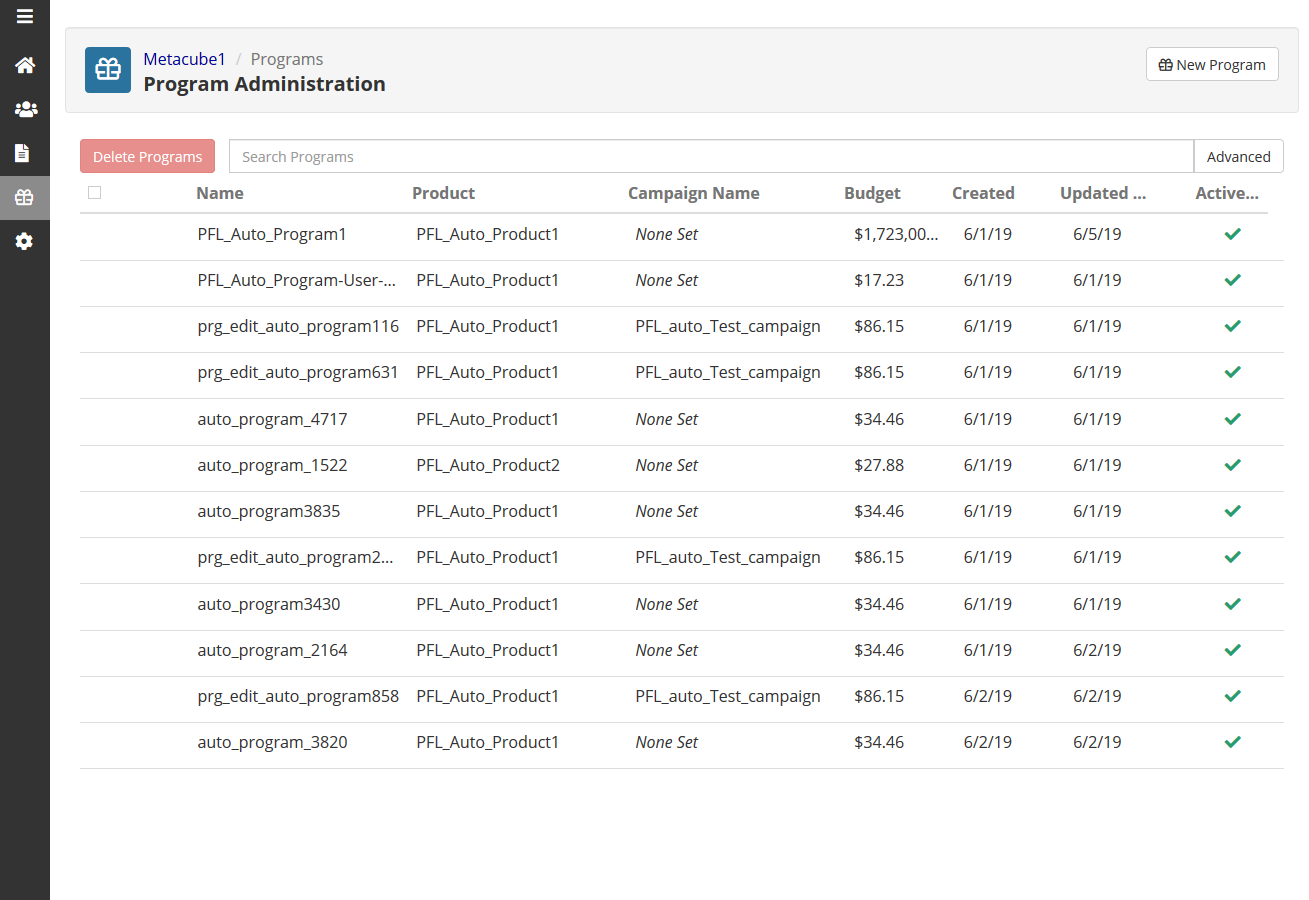 Metacube1 / Programs
Program Administration
New Program
Delete Programs Search Programs Advanced
Name Product Campaign Name Budget Created Updated ... Active...
PFL_Auto_Program1 PFL_Auto_Product1 None Set $1,723,00... 6/1/19 6/5/19
PFL_Auto_Program-User-... PFL_Auto_Product1 None Set $17.23 6/1/19 6/1/19
prg_edit_auto_program116 PFL_Auto_Product1 PFL_auto_Test_campaign $86.15 6/1/19 6/1/19
prg_edit_auto_program631 PFL_Auto_Product1 PFL_auto_Test_campaign $86.15 6/1/19 6/1/19
auto_program_4717 PFL_Auto_Product1 None Set $34.46 6/1/19 6/1/19
auto_program_1522 PFL_Auto_Product2 None Set $27.88 6/1/19 6/1/19
auto_program3835 PFL_Auto_Product1 None Set $34.46 6/1/19 6/1/19
prg_edit_auto_program2... PFL_Auto_Product1 PFL_auto_Test_campaign $86.15 6/1/19 6/1/19
auto_program3430 PFL_Auto_Product1 None Set $34.46 6/1/19 6/1/19
auto_program_2164 PFL_Auto_Product1 None Set $34.46 6/1/19 6/2/19
prg_edit_auto_program858 PFL_Auto_Product1 PFL_auto_Test_campaign $86.15 6/2/19 6/2/19
auto_program_3820 PFL_Auto_Product1 None Set $34.46 6/2/19 6/2/19